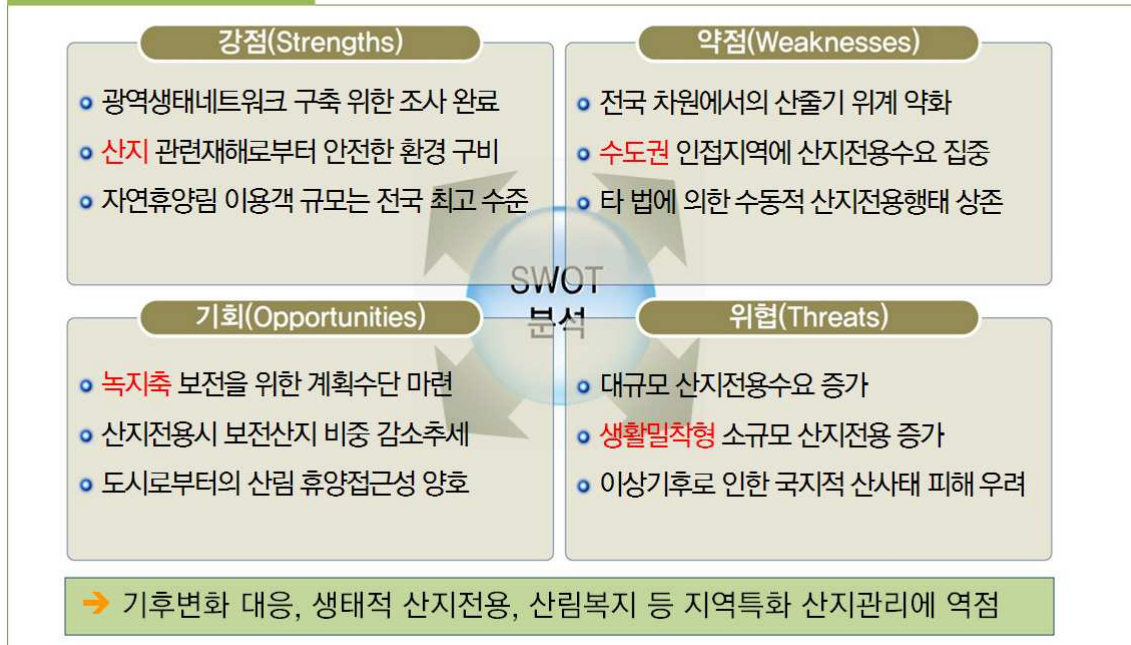 강점(Strengths)
광역생태네트워크 구축 위한 조사 완료
산지 관련재해로부터 안전한 환경 구비
자연휴양림 이용객 규모는 전국 최고 수준
약점(Weaknesses)
전국 차원에서의 산줄기 위계 약화
수도권 인접지역에 산지전용수요 집중
타 법에 의한 수동적 산지전용행태 상존
SWOT
분석
기회(Opportunities)
녹지축 보전을 위한 계획수단 마련
산지전용시 보전산지 비중 감소추세
도시로부터의 산림 휴양접근성 양호
위협(Threats)
대규모 산지전용수요 증가
생활밀착형 소규모 산지전용 증가
이상기후로 인한 국지적 산사태 피해 우려
➔ 기후변화 대응, 생태적 산지전용, 산림복지 등 지역특화 산지관리에 역점